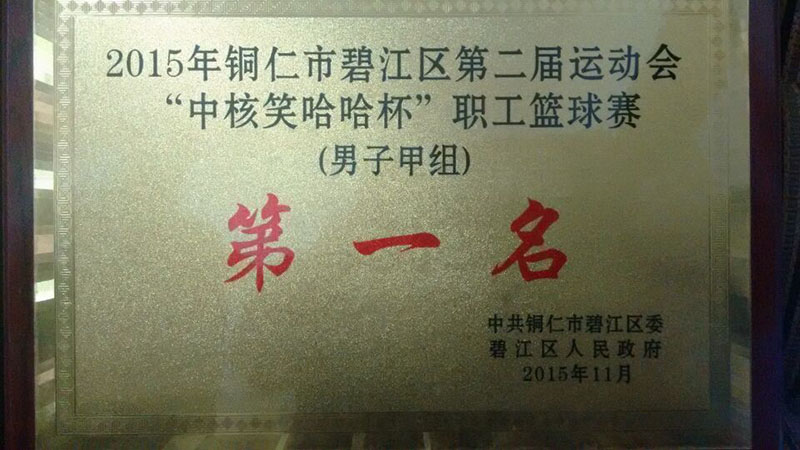 2015年铜仁市碧江区第二届运动会
“中核笑哈哈杯”职工篮球赛
(男子甲组)
第一名
中共铜仁市碧江区委
碧江区人民政府
2015年11月